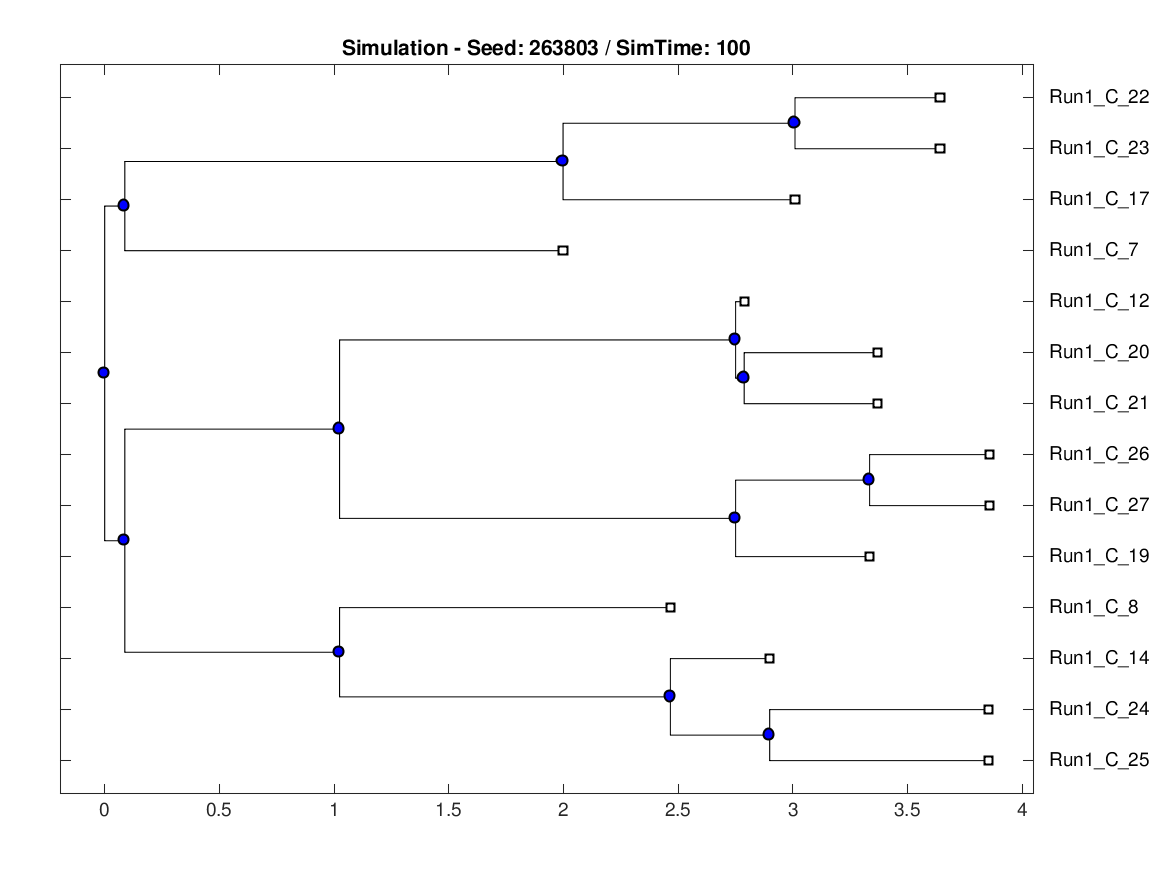 Simulation - Seed: 263803 / SimTime: 100
Run1_C_22
Run1_C_23
Run1_C_17
Run1_C_7
Run1_C_12
Run1_C_20
Run1_C_21
Run1_C_26
Run1_C_27
Run1_C_19
Run1_C_8
Run1_C_14
Run1_C_24
Run1_C_25
0 0.5 1 1.5 2 2.5 3 3.5 4